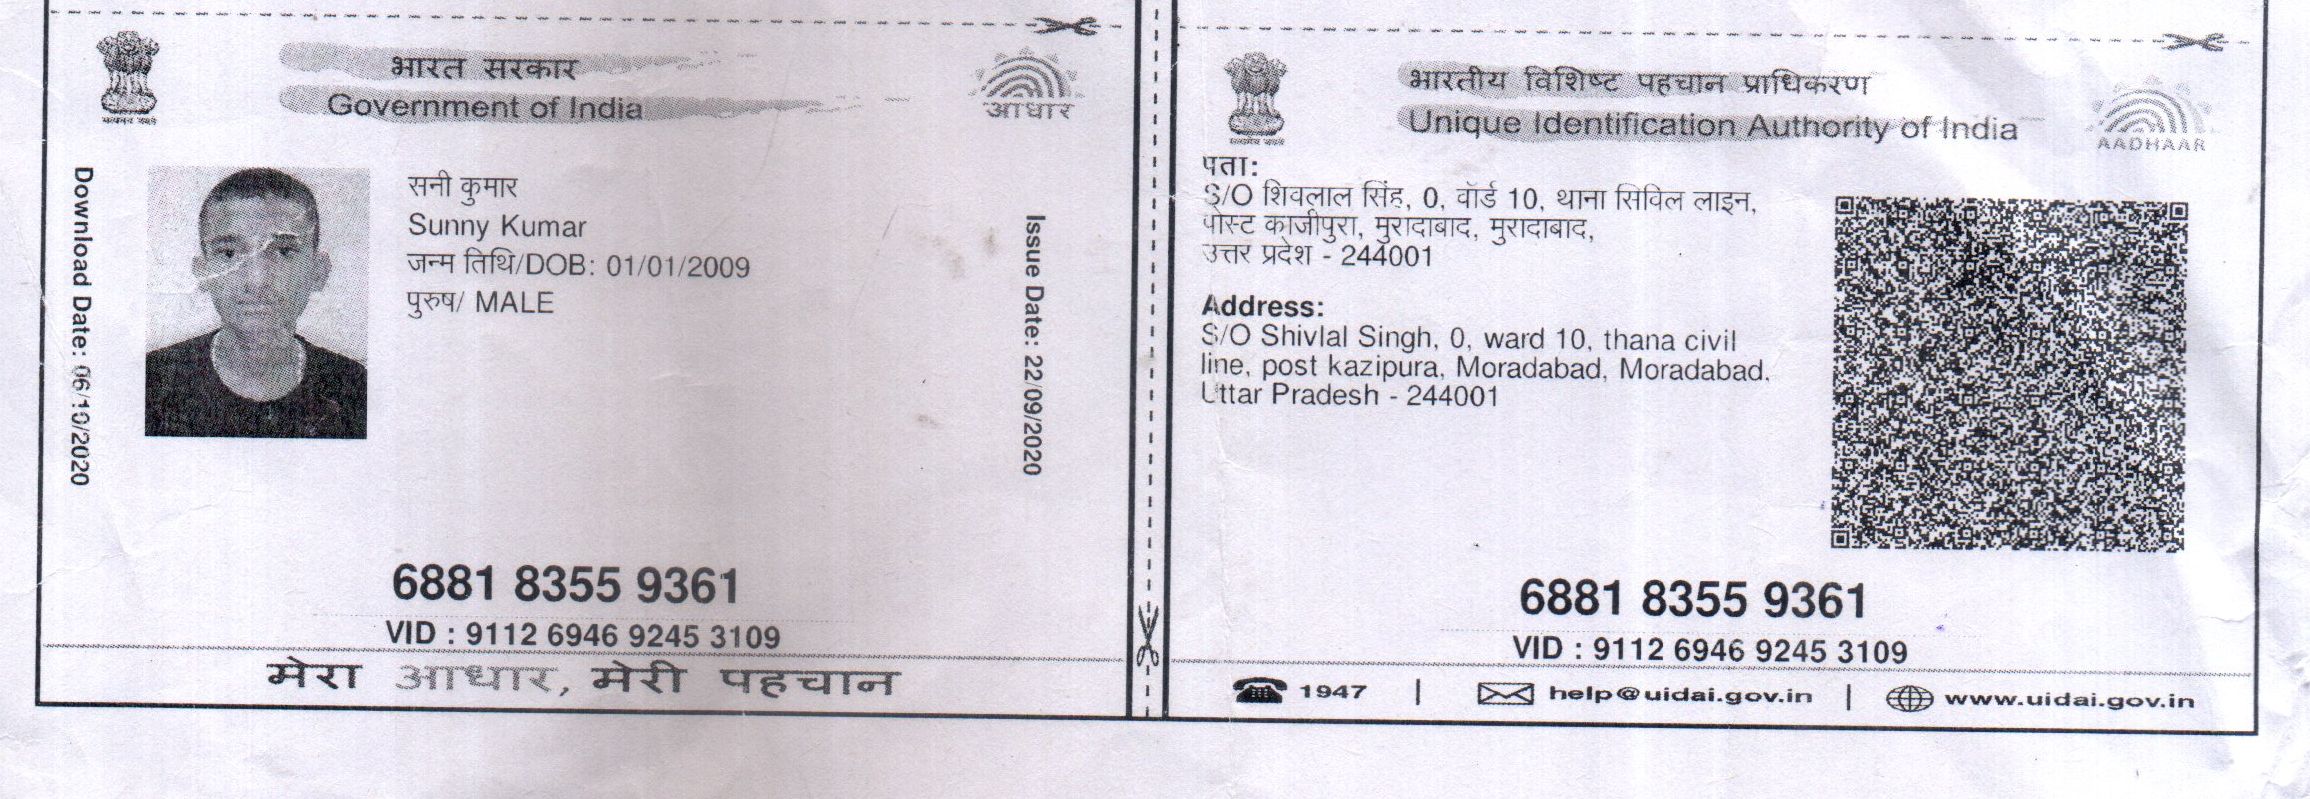 भारत सरकार
Government of India
आधार
Download Date: 06/10/2020
सनी कुमार
Sunny Kumar
जन्म तिथि/DOB: 01/01/2009
पुरुष/ MALE
Issue Date: 22/09/2020
6881 8355 9361
VID : 9112 6946 9245 3109
मेरा आधार, मेरी पहचान
भारतीय विशिष्ट पहचान प्राधिकरण
Unique Identification Authority of India
AADHAAR
पता:
S/O शिवलाल सिंह, 0, वॉर्ड 10, थाना सिविल लाइन,
पोस्ट काजीपुरा, मुरादाबाद, मुरादाबाद,
उत्तर प्रदेश - 244001
Address:
S/O Shivlal Singh, 0, ward 10, thana civil
line, post kazipura, Moradabad, Moradabad,
Uttar Pradesh - 244001
6881 8355 9361
VID : 9112 6946 9245 3109
1947 | help@uidai.gov.in | www.uidai.gov.in